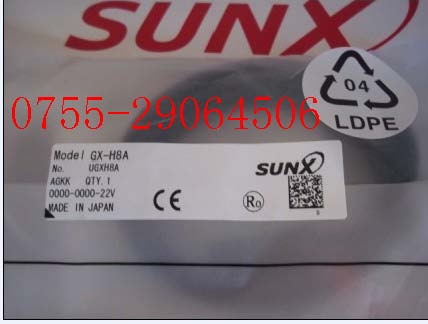 SUNX
04
LDPE
0755-29064506
Model GX-H8A
No. UGXH8A
AGKK QTY. 1
0000-0000-22V
MADE IN JAPAN
CE
SUNX